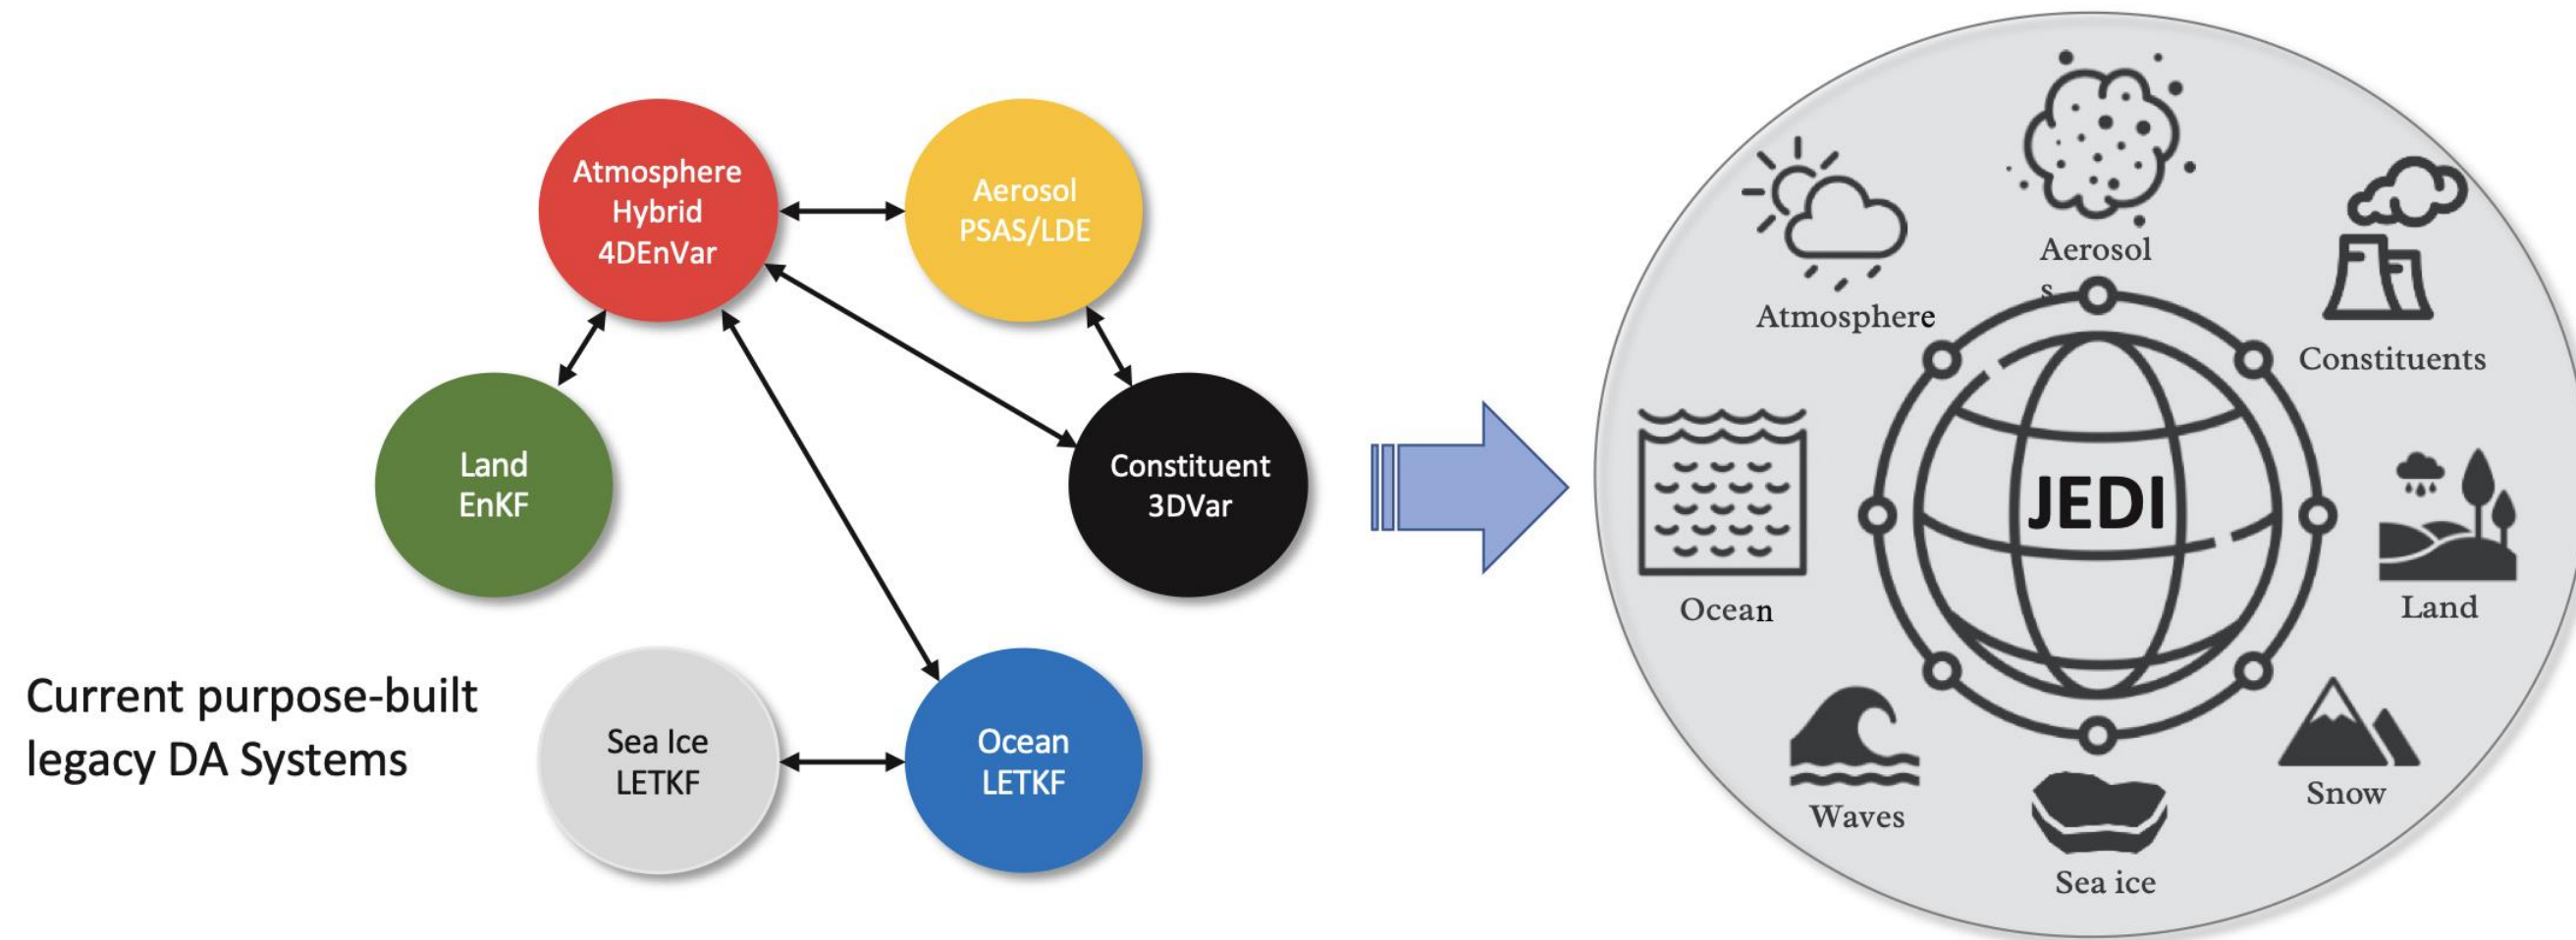 Atmosphere
Hybrid
4DEnVar
Aerosol
PSAS/LDE
Land
EnKF
Constituent
3DVar
Sea Ice
LETKF
Ocean
LETKF
Current purpose-built
legacy DA Systems
Aerosol
s
Atmosphere
Constituents
JEDI
Ocean
Land
Waves
Snow
Sea ice